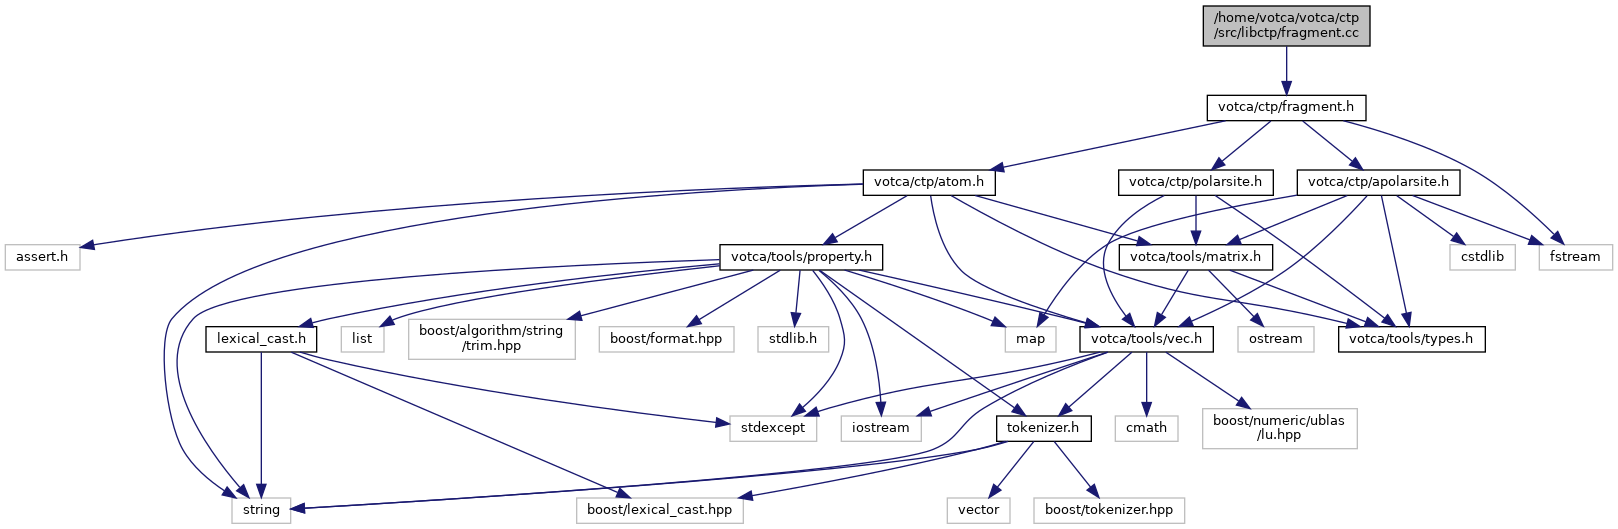 /home/votca/votca/ctp
/src/libctp/fragment.cc
votca/ctp/fragment.h
votca/ctp/atom.h
votca/ctp/polarsite.h
votca/ctp/apolarsite.h
assert.h
votca/tools/property.h
votca/tools/matrix.h
cstdlib
fstream
lexical_cast.h
list
boost/algorithm/string
/trim.hpp
boost/format.hpp
stdlib.h
map
votca/tools/vec.h
ostream
votca/tools/types.h
stdexcept
iostream
tokenizer.h
cmath
boost/numeric/ublas
/lu.hpp
string
boost/lexical_cast.hpp
vector
boost/tokenizer.hpp